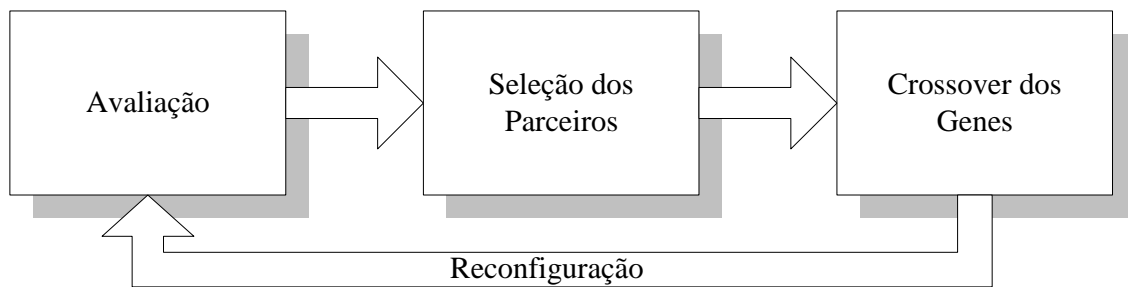 Avaliação
Seleção dos
Parceiros
Crossover dos
Genes
Reconfiguração